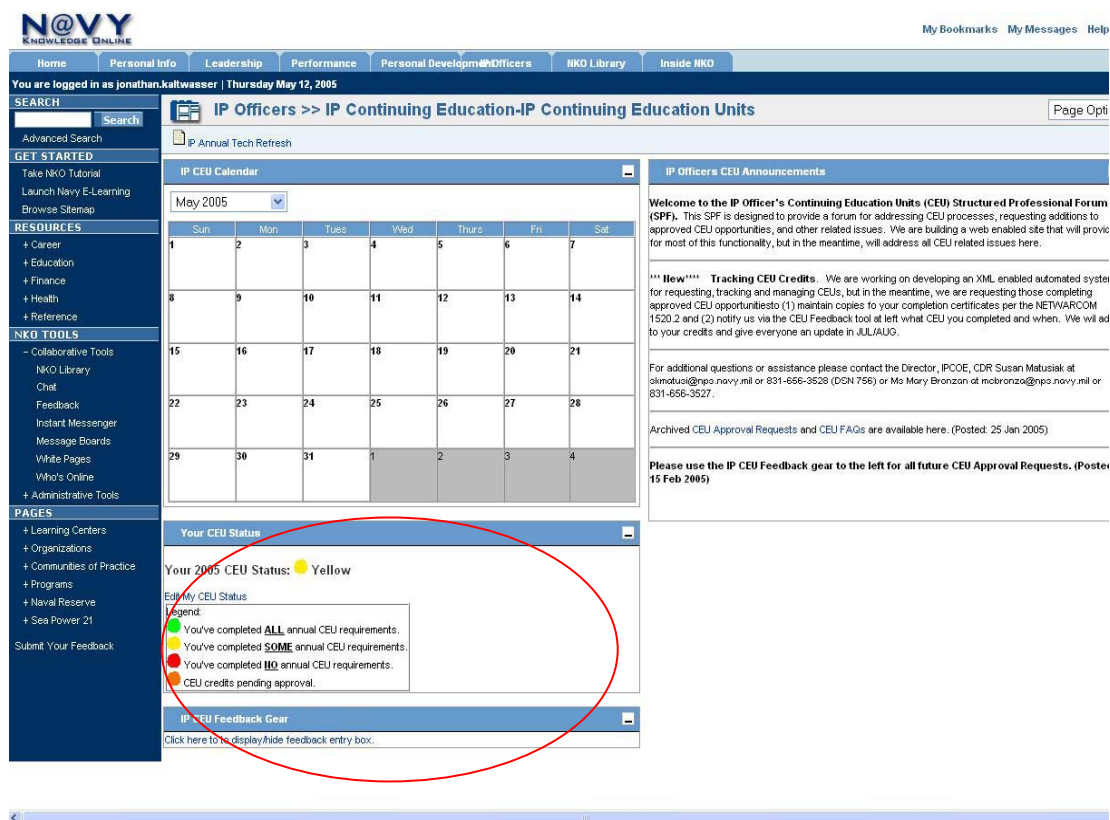 N@VY
KNOWLEDGE ONLINE
My Bookmarks My Messages Help
Home Personal Info Leadership Performance Personal Development Officers NKO Library Inside NKO
You are logged in as jonathan.kaltwasser | Thursday May 12, 2005
SEARCH
Search
Advanced Search
GET STARTED
Take NKO Tutorial
Launch Navy E-Learning
Browse Sitemap
RESOURCES
+ Career
+ Education
+ Finance
+ Health
+ Reference
NKO TOOLS
− Collaborative Tools
NKO Library
Chat
Feedback
Instant Messenger
Message Boards
White Pages
Who's Online
+ Administrative Tools
PAGES
+ Learning Centers
+ Organizations
+ Communities of Practice
+ Programs
+ Naval Reserve
+ Sea Power 21
Submit Your Feedback
IP Officers >> IP Continuing Education-IP Continuing Education Units
Page Opti
IP Annual Tech Refresh
IP CEU Calendar
May 2005
Sun Mon Tues Wed Thurs Fri Sat
1 2 3 4 5 6 7
8 9 10 11 12 13 14
15 16 17 18 19 20 21
22 23 24 25 26 27 28
29 30 31 1 2 3 4
Your CEU Status
Your 2005 CEU Status: Yellow
Edit My CEU Status
Legend:
You've completed ALL annual CEU requirements.
You've completed SOME annual CEU requirements.
You've completed NO annual CEU requirements.
CEU credits pending approval.
IP CEU Feedback Gear
Click here to to display/hide feedback entry box.
IP Officers CEU Announcements
Welcome to the IP Officer's Continuing Education Units (CEU) Structured Professional Forum
(SPF). This SPF is designed to provide a forum for addressing CEU processes, requesting additions to
approved CEU opportunities, and other related issues. We are building a web enabled site that will provid
for most of this functionality, but in the meantime, will address all CEU related issues here.
*** New**** Tracking CEU Credits. We are working on developing an XML enabled automated syste
for requesting, tracking and managing CEUs, but in the meantime, we are requesting those completing
approved CEU opportunitiesto (1) maintain copies fo your completion certificates per the NETWARCOM
1520.2 and (2) notify us via the CEU Feedback tool at left what CEU you completed and when. We wil ad
to your credits and give everyone an update in JUL/AUG.
For additional questions or assistance please contact the Director, IPCOE, CDR Susan Matusiak at
skmatusi@nps.navy.mil or 831-656-3528 (DSN 756) or Ms Mary Bronzan at mcbronza@nps.navy.mil or
831-656-3527.
Archived CEU Approval Requests and CEU FAQs are available here. (Posted: 25 Jan 2005)
Please use the IP CEU Feedback gear to the left for all future CEU Approval Requests. (Posted
15 Feb 2005)